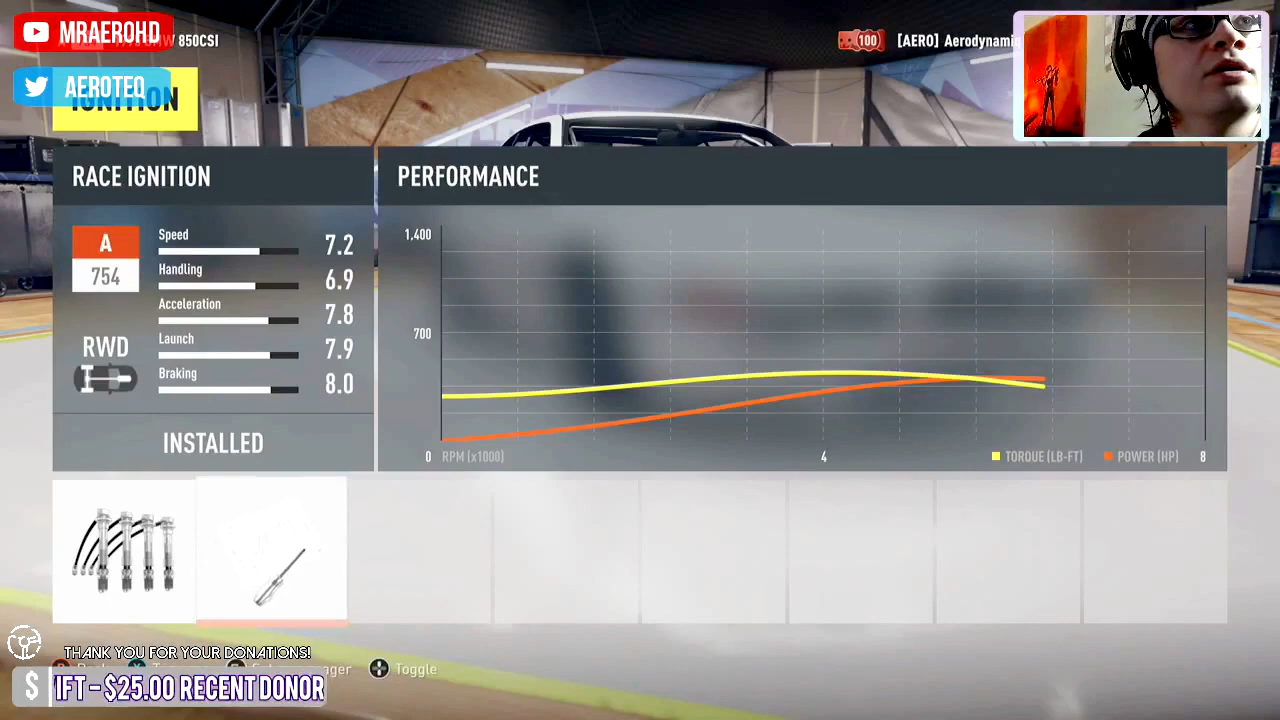 MRAEROHD
850CSI
100
[AERO] Aerodynami
AEROTEQ
IGNITION
RACE IGNITION
A
754
RWD
Speed 7.2
Handling 6.9
Acceleration 7.8
Launch 7.9
Braking 8.0
INSTALLED
PERFORMANCE
1,400
700
0 RPM (x1000) 4 8
TORQUE (LB-FT) POWER (HP)
THANK YOU FOR YOUR DONATIONS!
Toggle
$ IFT - $25.00 RECENT DONOR